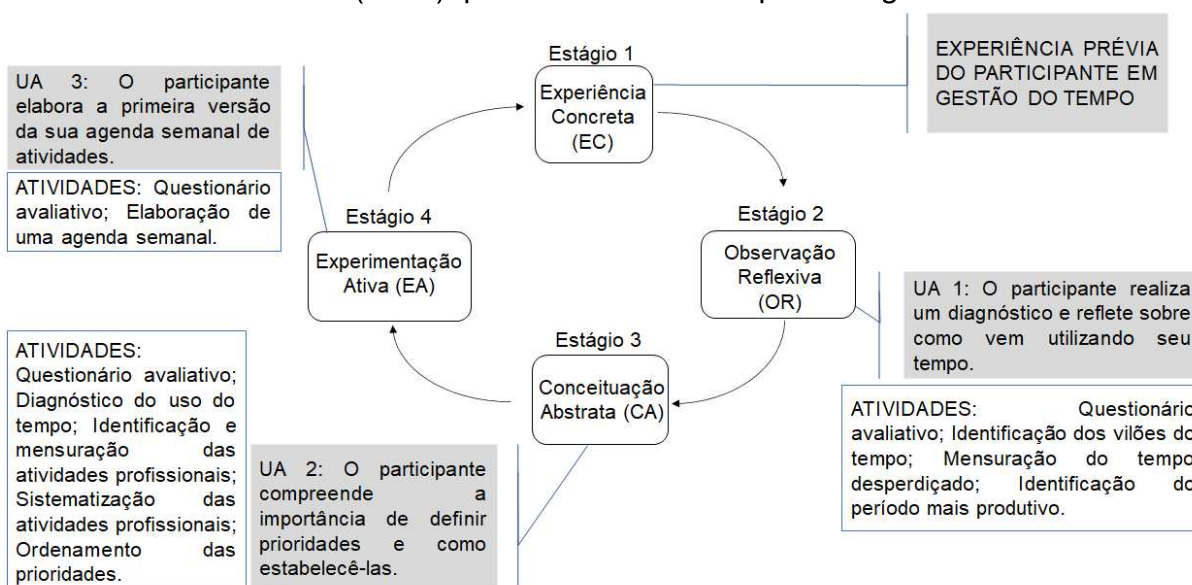 Estágio 1
Experiência
Concreta
(EC)
EXPERIÊNCIA PRÉVIA
DO PARTICIPANTE EM
GESTÃO DO TEMPO
Estágio 2
Observação
Reflexiva
(OR)
UA 1: O participante realiza
um diagnóstico e reflete sobre
como vem utilizando seu
tempo.
ATIVIDADES: Questionário
avaliativo; Identificação dos vilões do
tempo; Mensuração do tempo
desperdiçado; Identificação do
período mais produtivo.
Estágio 3
Conceituação
Abstrata (CA)
UA 2: O participante
compreende a
importância de definir
prioridades e como
estabelecê-las.
ATIVIDADES:
Questionário avaliativo;
Diagnóstico do uso do
tempo; Identificação e
mensuração das
atividades profissionais;
Sistematização das
atividades profissionais;
Ordenamento das
prioridades.
Estágio 4
Experimentação
Ativa (EA)
UA 3: O participante
elabora a primeira versão
da sua agenda semanal de
atividades.
ATIVIDADES: Questionário
avaliativo; Elaboração de
uma agenda semanal.